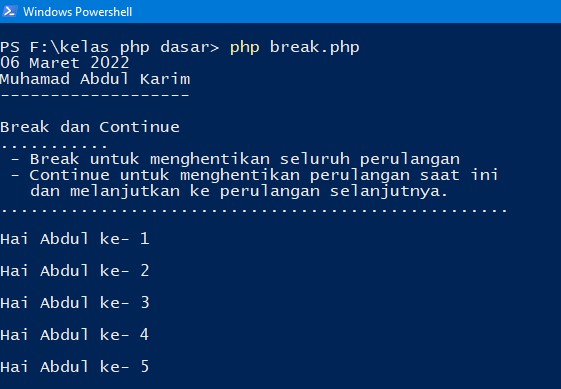 Windows Powershell
PS F:\kelas php dasar> php break.php
06 Maret 2022
Muhamad Abdul Karim
-------------------
Break dan Continue
...........
- Break untuk menghentikan seluruh perulangan
- Continue untuk menghentikan perulangan saat ini
dan melanjutkan ke perulangan selanjutnya.
...................................................
Hai Abdul ke- 1
Hai Abdul ke- 2
Hai Abdul ke- 3
Hai Abdul ke- 4
Hai Abdul ke- 5